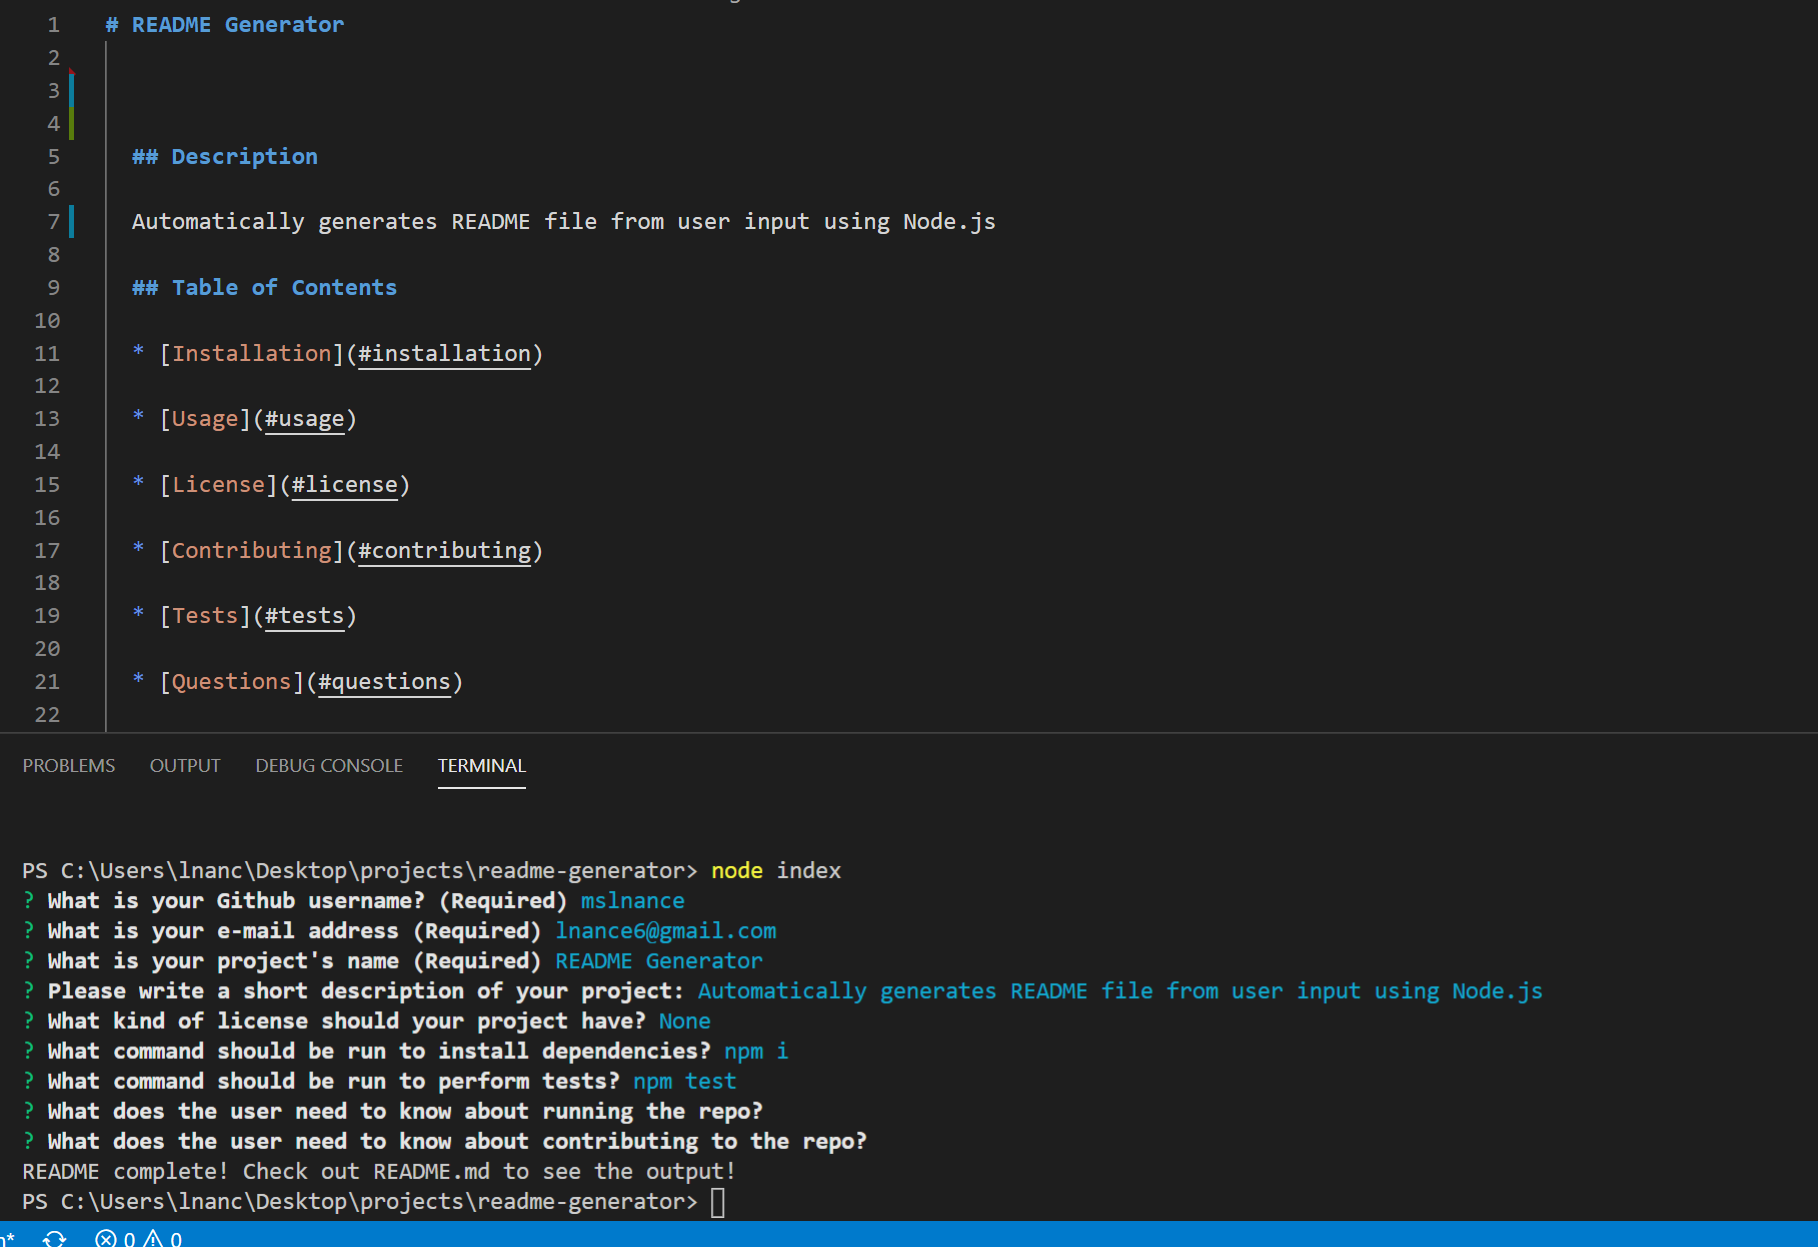 1 # README Generator
2
3
4
5 ## Description
6
7 Automatically generates README file from user input using Node.js
8
9 ## Table of Contents
10
11 * [Installation](#installation)
12
13 * [Usage](#usage)
14
15 * [License](#license)
16
17 * [Contributing](#contributing)
18
19 * [Tests](#tests)
20
21 * [Questions](#questions)
22
PROBLEMS OUTPUT DEBUG CONSOLE TERMINAL
PS C:\Users\lnanc\Desktop\projects\readme-generator> node index
? What is your Github username? (Required) mslnance
? What is your e-mail address (Required) lnance6@gmail.com
? What is your project's name (Required) README Generator
? Please write a short description of your project: Automatically generates README file from user input using Node.js
? What kind of license should your project have? None
? What command should be run to install dependencies? npm i
? What command should be run to perform tests? npm test
? What does the user need to know about running the repo?
? What does the user need to know about contributing to the repo?
README complete! Check out README.md to see the output!
PS C:\Users\lnanc\Desktop\projects\readme-generator>
0 0